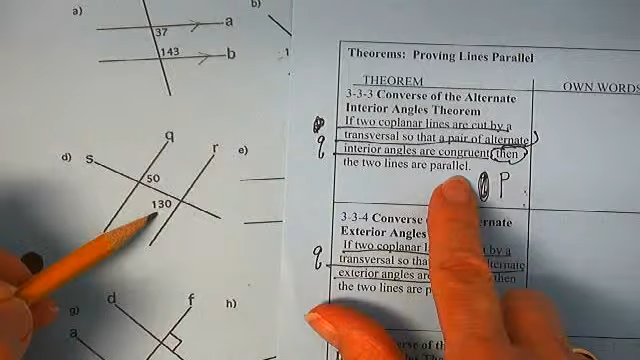 a)
a
37
143
b
b)
d)
s
q
r
50
130
e)
g)
d
f
a
h)
Theorems: Proving Lines Parallel
THEOREM
OWN WORDS
3-3-3 Converse of the Alternate
Interior Angles Theorem
If two coplanar lines are cut by a
transversal so that a pair of alternate
interior angles are congruent, then
the two lines are parallel.
q
P
3-3-4 Converse
Exterior Angles
If two coplanar by a
transversal so alternate
exterior angles are then
the two lines are
q